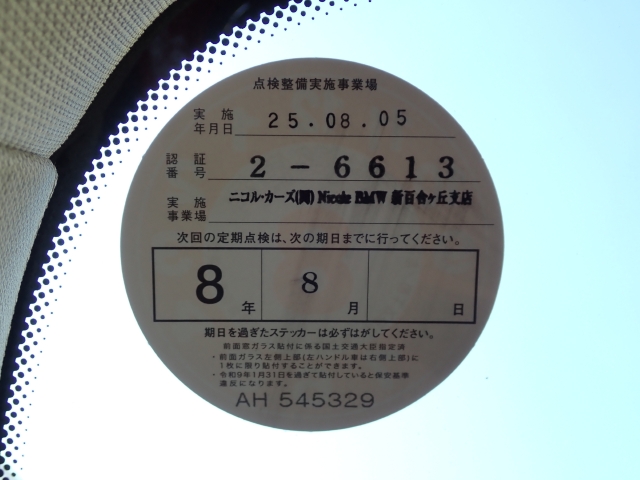 点検整備実施事業場
実施
年月日 25.08.05
認証
番号 2-6613
実施
事業場 ニコル・カーズ(同) Nicole BMW 新百合ヶ丘支店
次回の定期点検は、次の期日までに行ってください。
8年 8月 日
期日を過ぎたステッカーは必ずはがしてください。
前面窓ガラス貼付に係る国土交通大臣指定済
・前面ガラス左側上部(左ハンドル車は右側上部)に
1枚に限り貼付することができます。
・令和9年1月31日を過ぎて貼付していると保安基準
違反になります。
AH 545329